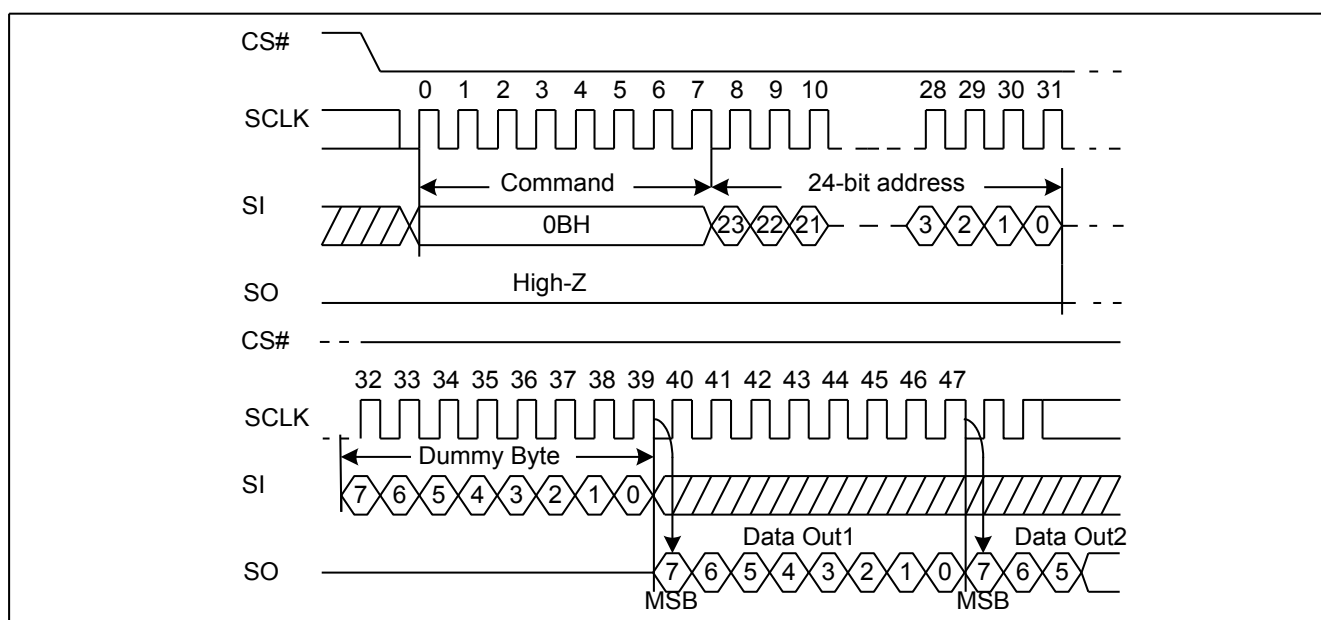 CS#
0 1 2 3 4 5 6 7 8 9 10 28 29 30 31
SCLK
Command 24-bit address
SI
0BH 23 22 21 3 2 1 0
High-Z
SO
CS#
32 33 34 35 36 37 38 39 40 41 42 43 44 45 46 47
SCLK
Dummy Byte
SI
7 6 5 4 3 2 1 0
Data Out1 Data Out2
SO
7 6 5 4 3 2 1 0 7 6 5
MSB MSB